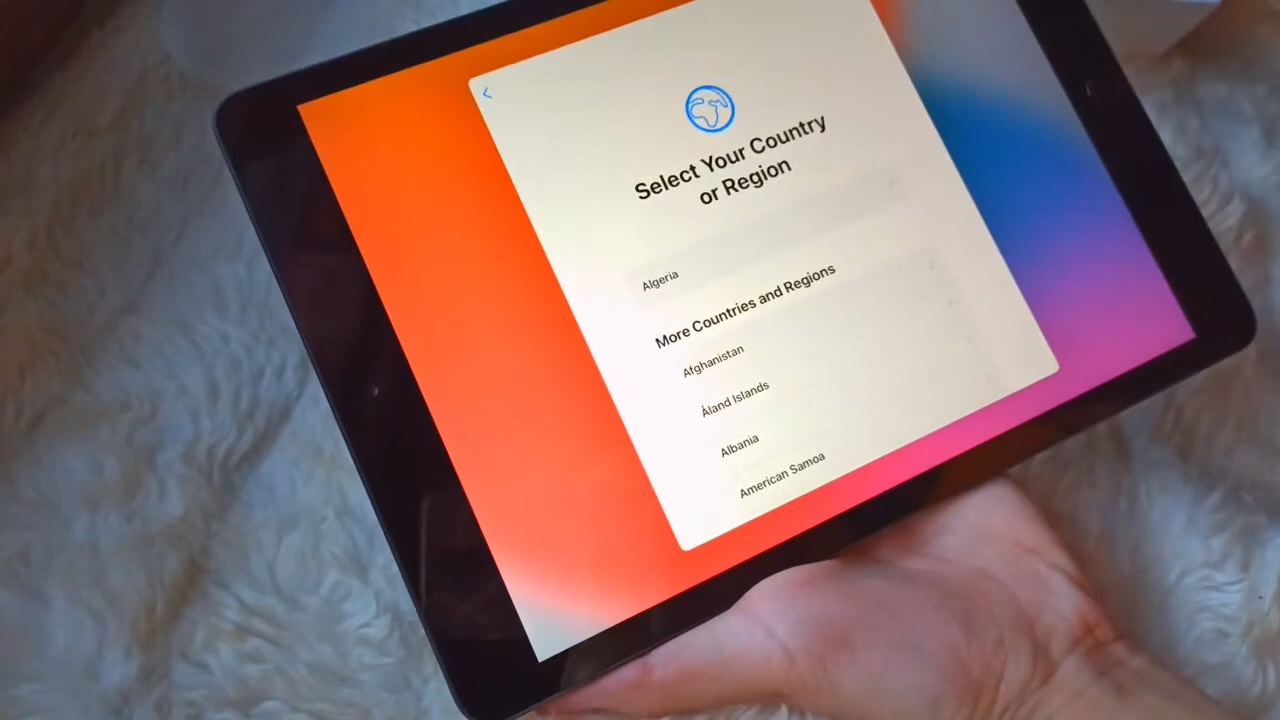 Select Your Country
or Region
Algeria
More Countries and Regions
Afghanistan
Åland Islands
Albania
American Samoa